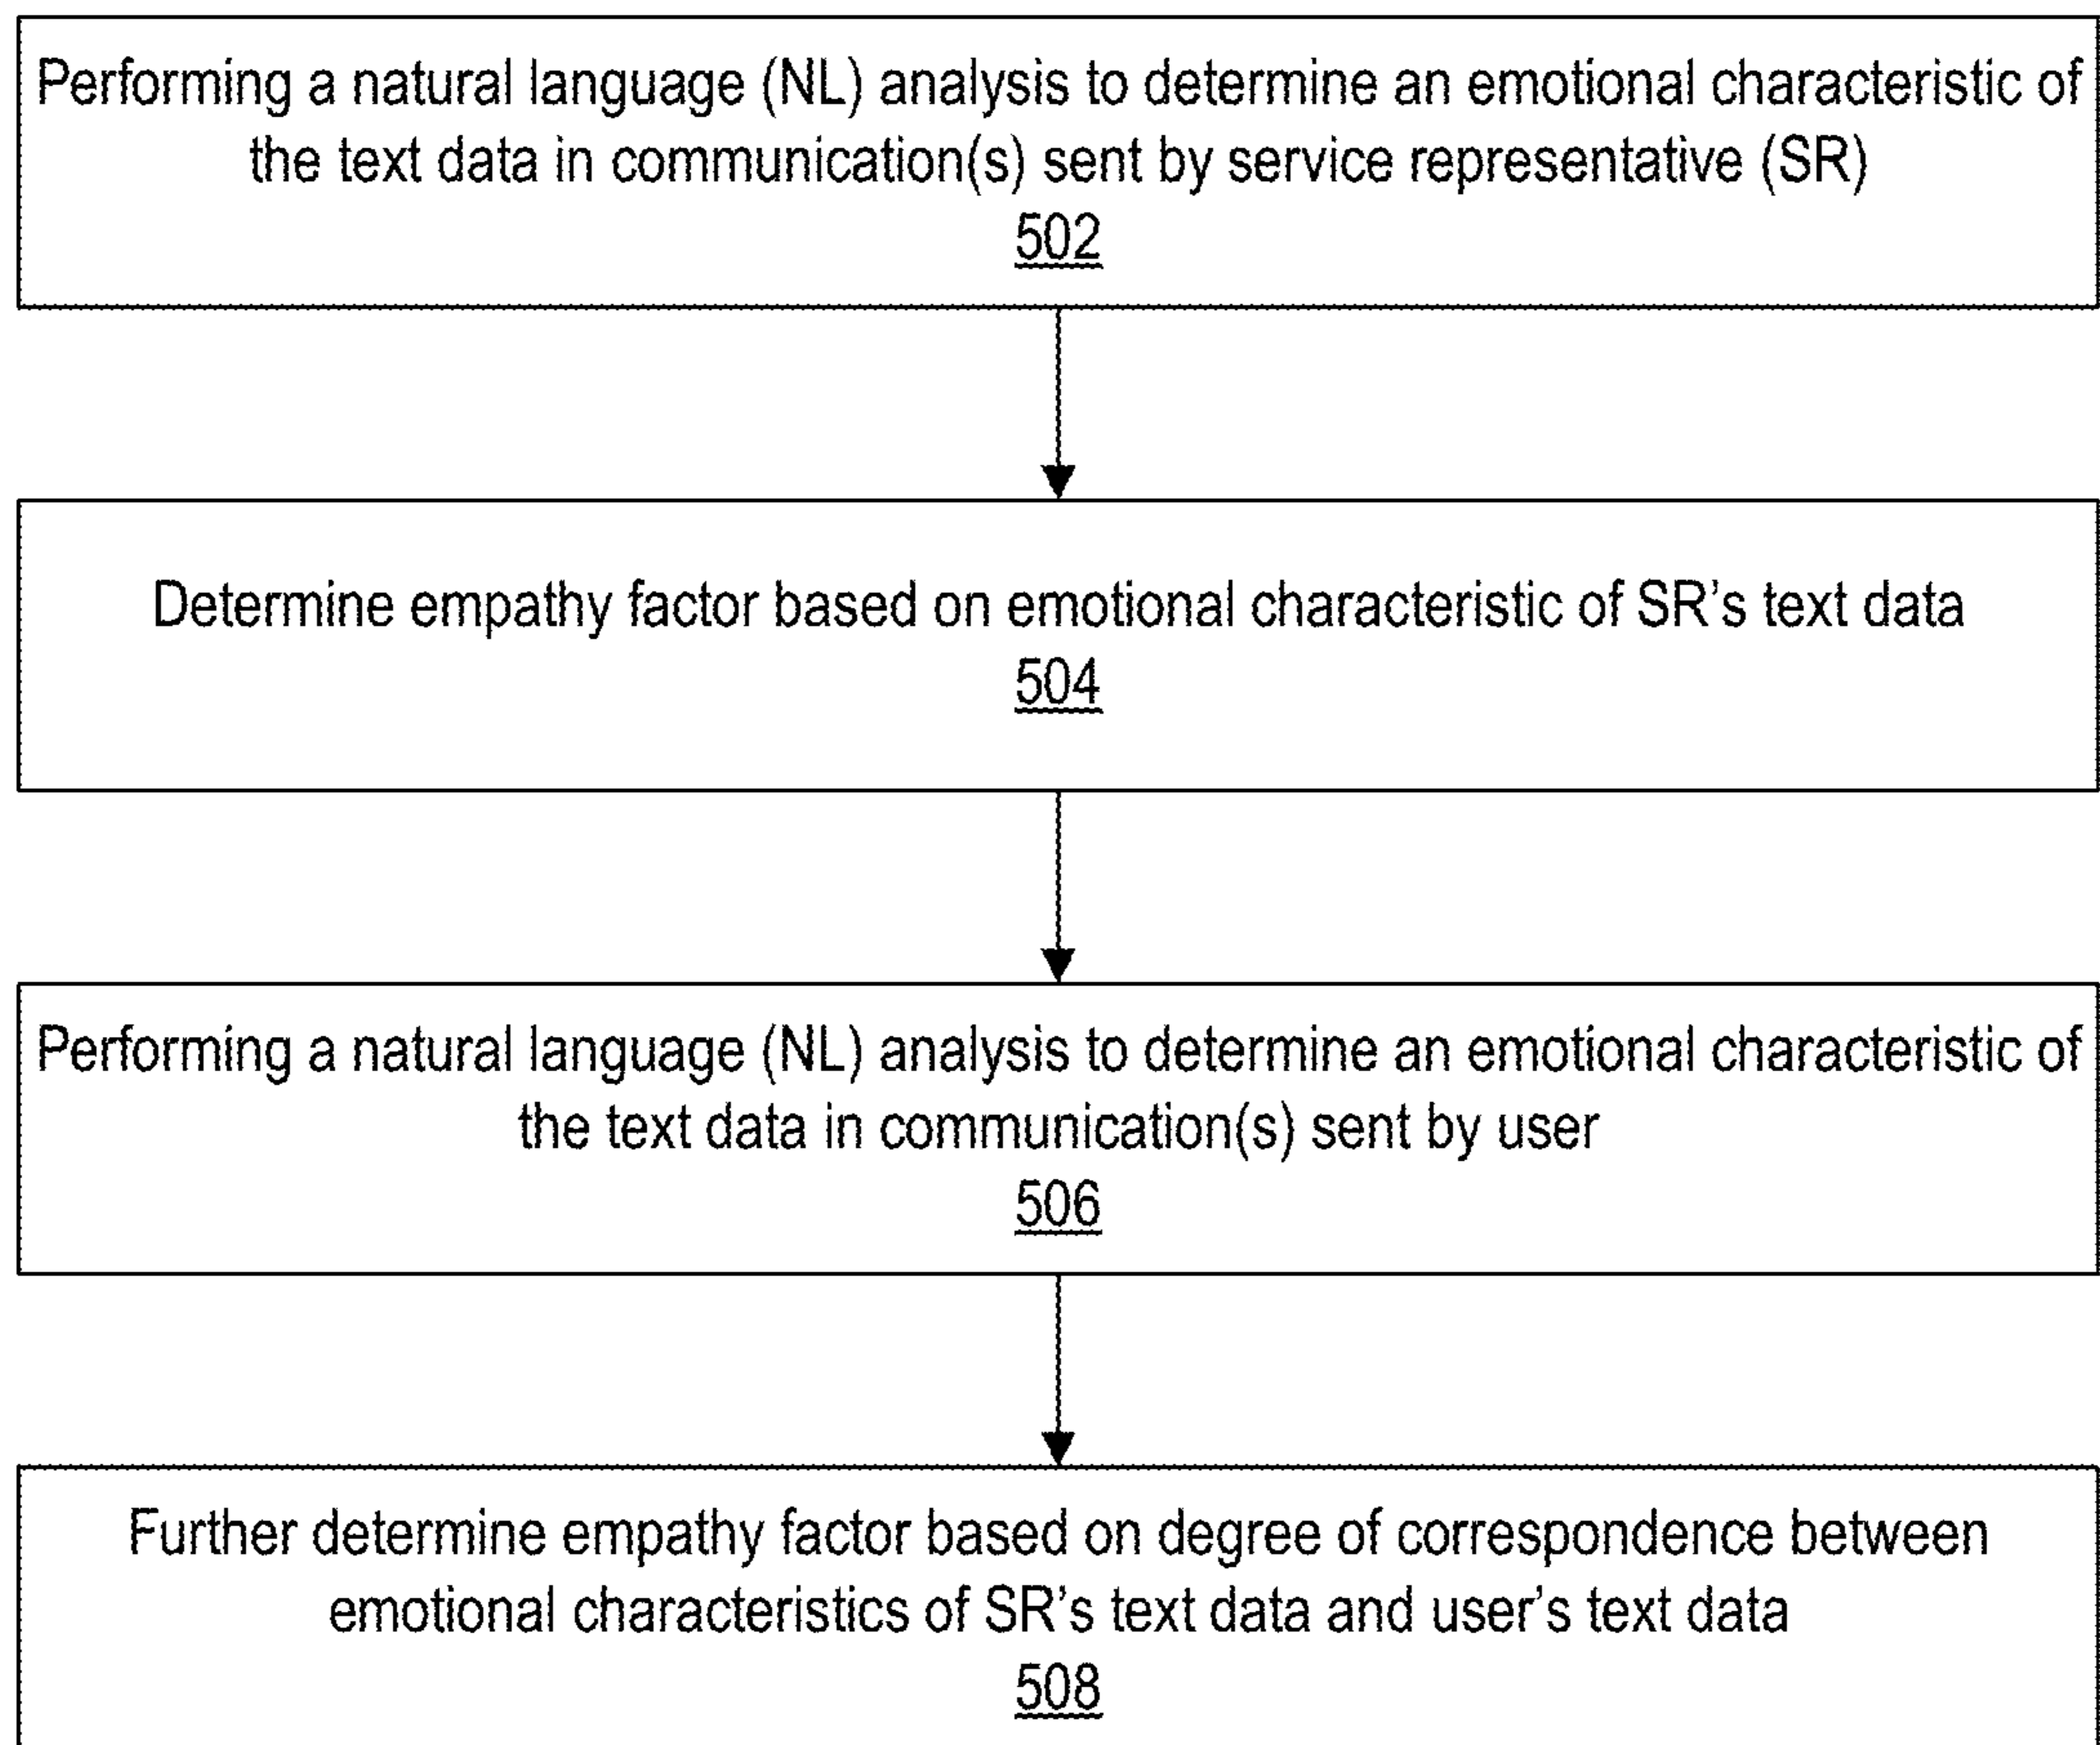 Performing a natural language (NL) analysis to determine an emotional characteristic of
the text data in communication(s) sent by service representative (SR)
502
Determine empathy factor based on emotional characteristic of SR's text data
504
Performing a natural language (NL) analysis to determine an emotional characteristic of
the text data in communication(s) sent by user
506
Further determine empathy factor based on degree of correspondence between
emotional characteristics of SR's text data and user's text data
508